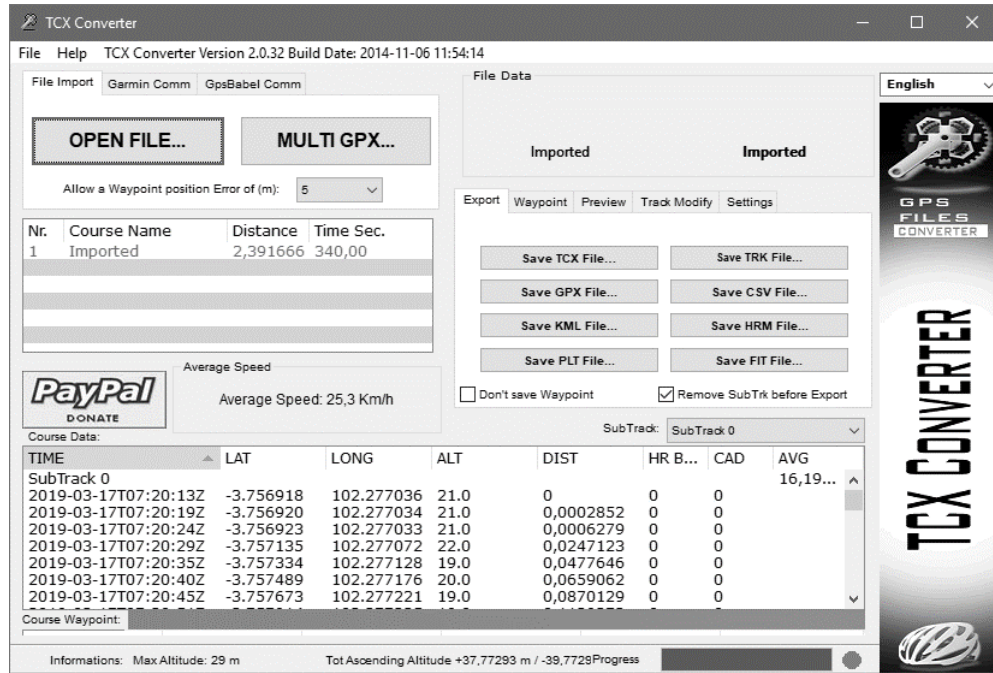 TCX Converter
File Help TCX Converter Version 2.0.32 Build Date: 2014-11-06 11:54:14
File Import Garmin Comm GpsBabel Comm
OPEN FILE... MULTI GPX...
Allow a Waypoint position Error of (m): 5
File Data
Imported Imported
English
GPS
FILES
CONVERTER
TCX CONVERTER
Nr. Course Name Distance Time Sec.
1 Imported 2,391666 340,00
Export Waypoint Preview Track Modify Settings
Save TCX File... Save TRK File...
Save GPX File... Save CSV File...
Save KML File... Save HRM File...
Save PLT File... Save FIT File...
Don't save Waypoint Remove SubTrk before Export
PayPal
DONATE
Average Speed
Average Speed: 25,3 Km/h
SubTrack: SubTrack 0
Course Data:
TIME LAT LONG ALT DIST HR B... CAD AVG
SubTrack 0 16,19...
2019-03-17T07:20:13Z -3.756918 102.277036 21.0 0 0 0
2019-03-17T07:20:19Z -3.756920 102.277034 21.0 0,0002852 0 0
2019-03-17T07:20:24Z -3.756923 102.277033 21.0 0,0006279 0 0
2019-03-17T07:20:29Z -3.757135 102.277072 22.0 0,0247123 0 0
2019-03-17T07:20:35Z -3.757334 102.277128 19.0 0,0477646 0 0
2019-03-17T07:20:40Z -3.757489 102.277176 20.0 0,0659062 0 0
2019-03-17T07:20:45Z -3.757673 102.277221 19.0 0,0870129 0 0
Course Waypoint:
Informations: Max Altitude: 29 m Tot Ascending Altitude +37,77293 m / -39,7729 Progress